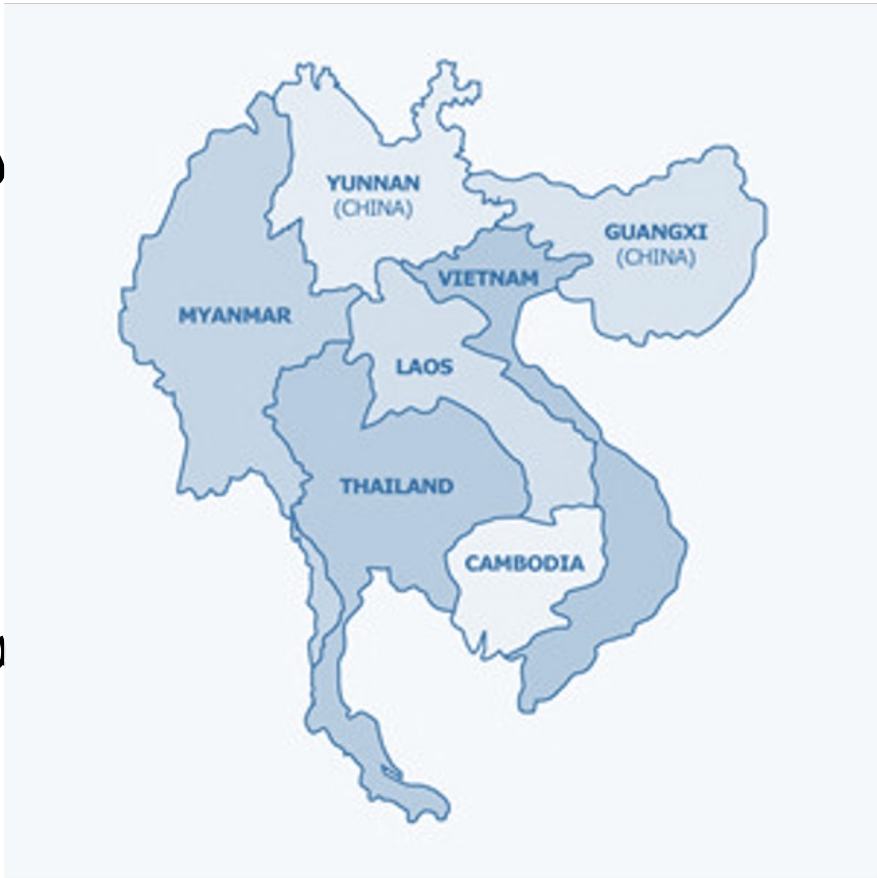 YUNNAN
(CHINA)
GUANGXI
(CHINA)
VIETNAM
MYANMAR
LAOS
THAILAND
CAMBODIA